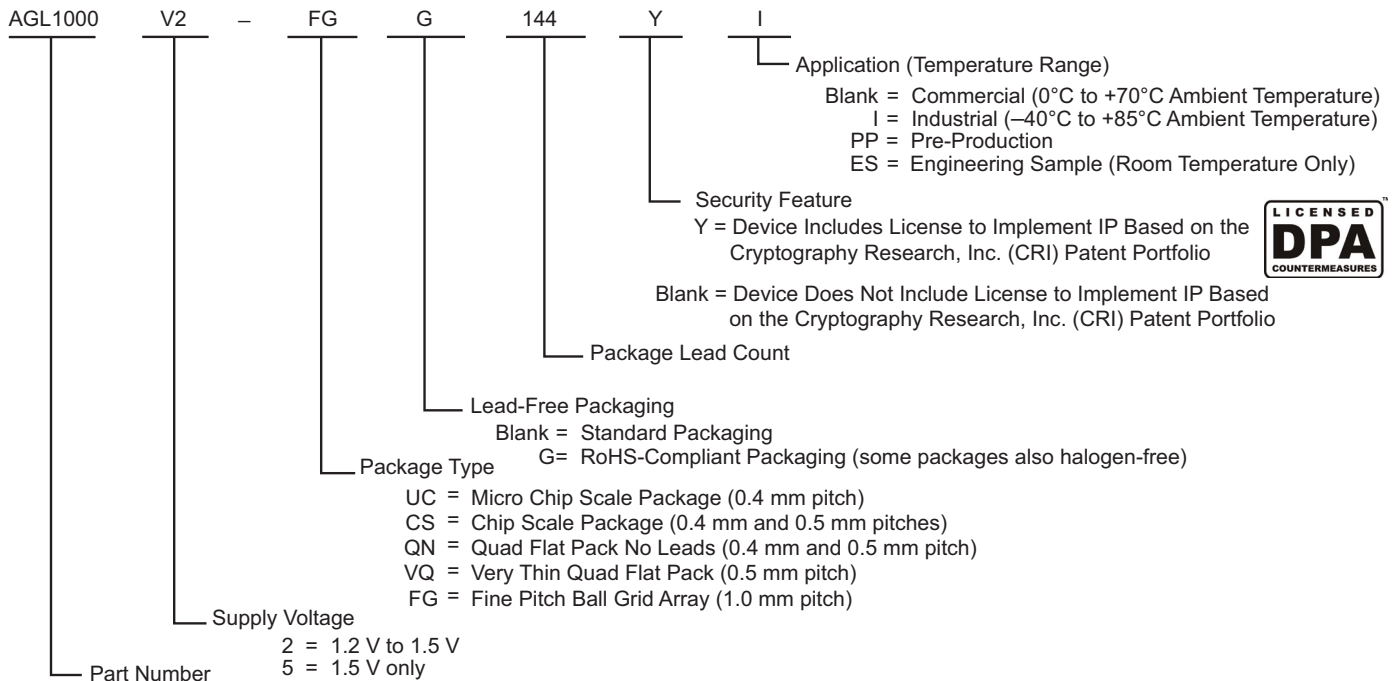 AGL1000 V2 – FG G 144 Y I
Application (Temperature Range)
Blank = Commercial (0°C to +70°C Ambient Temperature)
I = Industrial (–40°C to +85°C Ambient Temperature)
PP = Pre-Production
ES = Engineering Sample (Room Temperature Only)
Security Feature
Y = Device Includes License to Implement IP Based on the
Cryptography Research, Inc. (CRI) Patent Portfolio
LICENSED
DPA
COUNTERMEASURES
™
Blank = Device Does Not Include License to Implement IP Based
on the Cryptography Research, Inc. (CRI) Patent Portfolio
Package Lead Count
Lead-Free Packaging
Blank = Standard Packaging
G= RoHS-Compliant Packaging (some packages also halogen-free)
Package Type
UC = Micro Chip Scale Package (0.4 mm pitch)
CS = Chip Scale Package (0.4 mm and 0.5 mm pitches)
QN = Quad Flat Pack No Leads (0.4 mm and 0.5 mm pitch)
VQ = Very Thin Quad Flat Pack (0.5 mm pitch)
FG = Fine Pitch Ball Grid Array (1.0 mm pitch)
Supply Voltage
2 = 1.2 V to 1.5 V
5 = 1.5 V only
Part Number